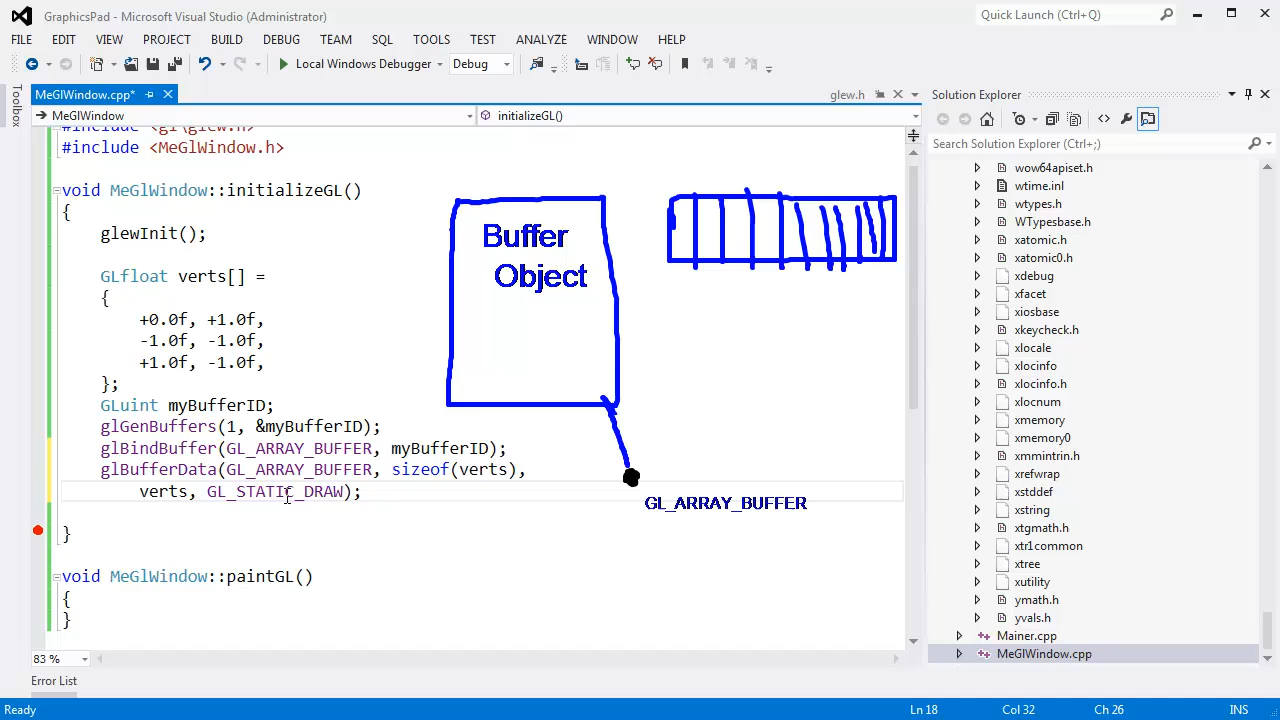 GraphicsPad - Microsoft Visual Studio (Administrator)
Quick Launch (Ctrl+Q)
FILE EDIT VIEW PROJECT BUILD DEBUG TEAM SQL TOOLS TEST ANALYZE WINDOW HELP
Local Windows Debugger Debug
Toolbox
MeGlWindow.cpp*
glew.h
MeGlWindow
initializeGL()
#include <gl\glew.h>
#include <MeGlWindow.h>
void MeGlWindow::initializeGL()
{
glewInit();
GLfloat verts[] =
{
+0.0f, +1.0f,
-1.0f, -1.0f,
+1.0f, -1.0f,
};
GLuint myBufferID;
glGenBuffers(1, &myBufferID);
glBindBuffer(GL_ARRAY_BUFFER, myBufferID);
glBufferData(GL_ARRAY_BUFFER, sizeof(verts),
verts, GL_STATIC_DRAW);
}
void MeGlWindow::paintGL()
{
}
Buffer
Object
GL_ARRAY_BUFFER
83 %
Error List
Solution Explorer
Search Solution Explorer (Ctrl+;)
wow64apiset.h
wtime.inl
wtypes.h
WTypesbase.h
xatomic.h
xatomic0.h
xdebug
xfacet
xiosbase
xkeycheck.h
xlocale
xlocinfo
xlocinfo.h
xlocnum
xmemory
xmemory0
xmmintrin.h
xrefwrap
xstddef
xstring
xtgmath.h
xtr1common
xtree
xutility
ymath.h
yvals.h
Mainer.cpp
MeGlWindow.cpp
Ready
Ln 18 Col 32 Ch 26 INS